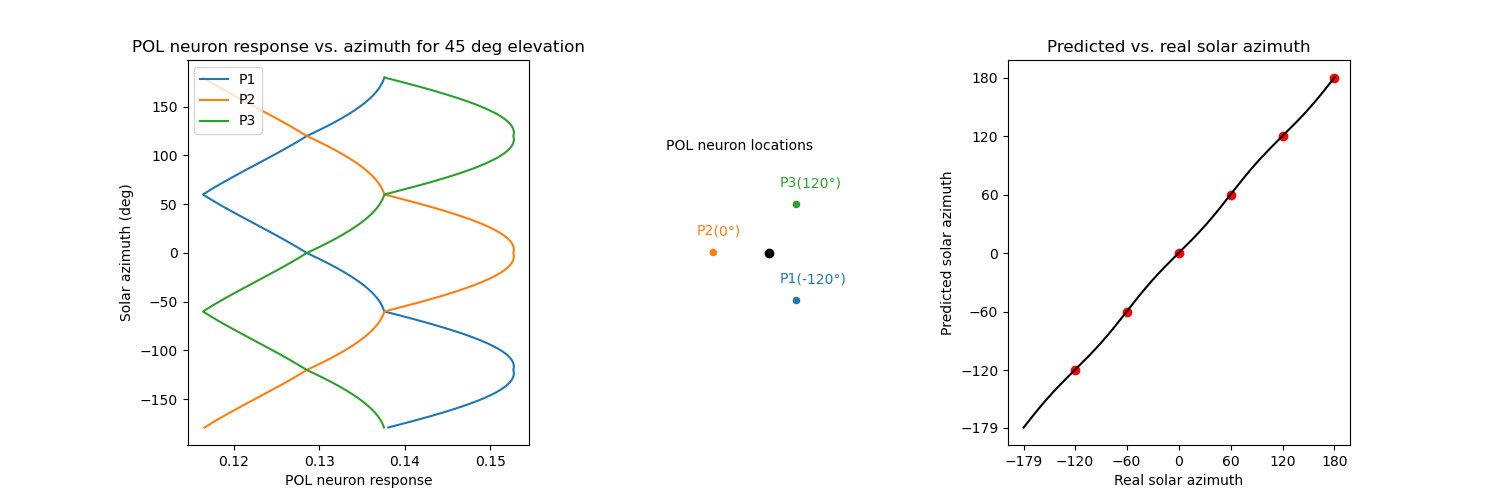 POL neuron response vs. azimuth for 45 deg elevation
P1
P2
P3
150
100
50
0
−50
−100
−150
Solar azimuth (deg)
0.12
0.13
0.14
0.15
POL neuron response
POL neuron locations
P3(120°)
P2(0°)
P1(-120°)
Predicted vs. real solar azimuth
180
120
60
0
−60
−120
−179
Predicted solar azimuth
−179
−120
−60
0
60
120
180
Real solar azimuth